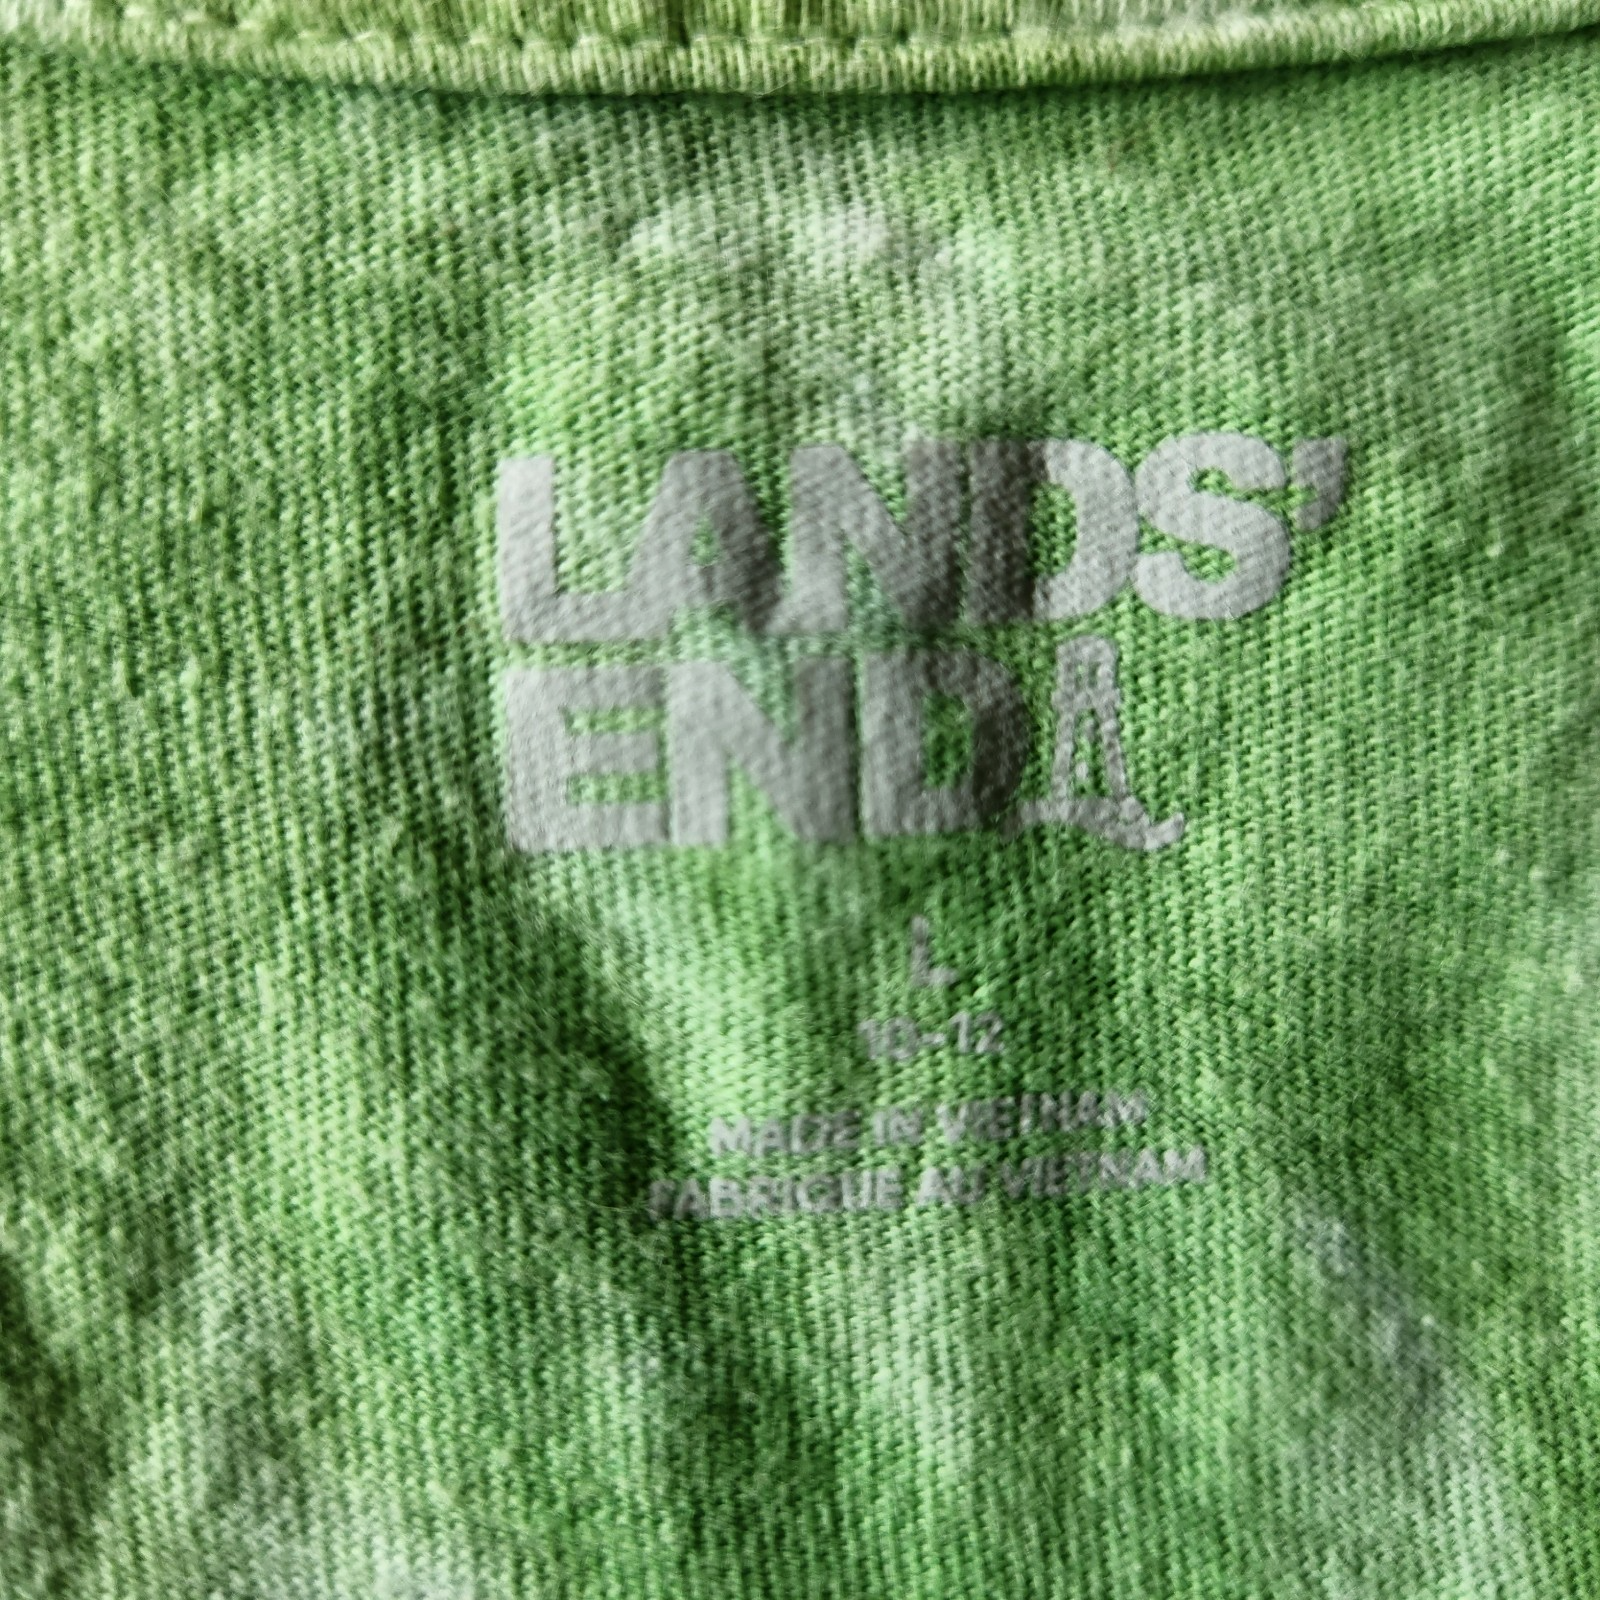 LANDS'
END
L
10-12
MADE IN VIETNAM
FABRIQUE AU VIETNAM